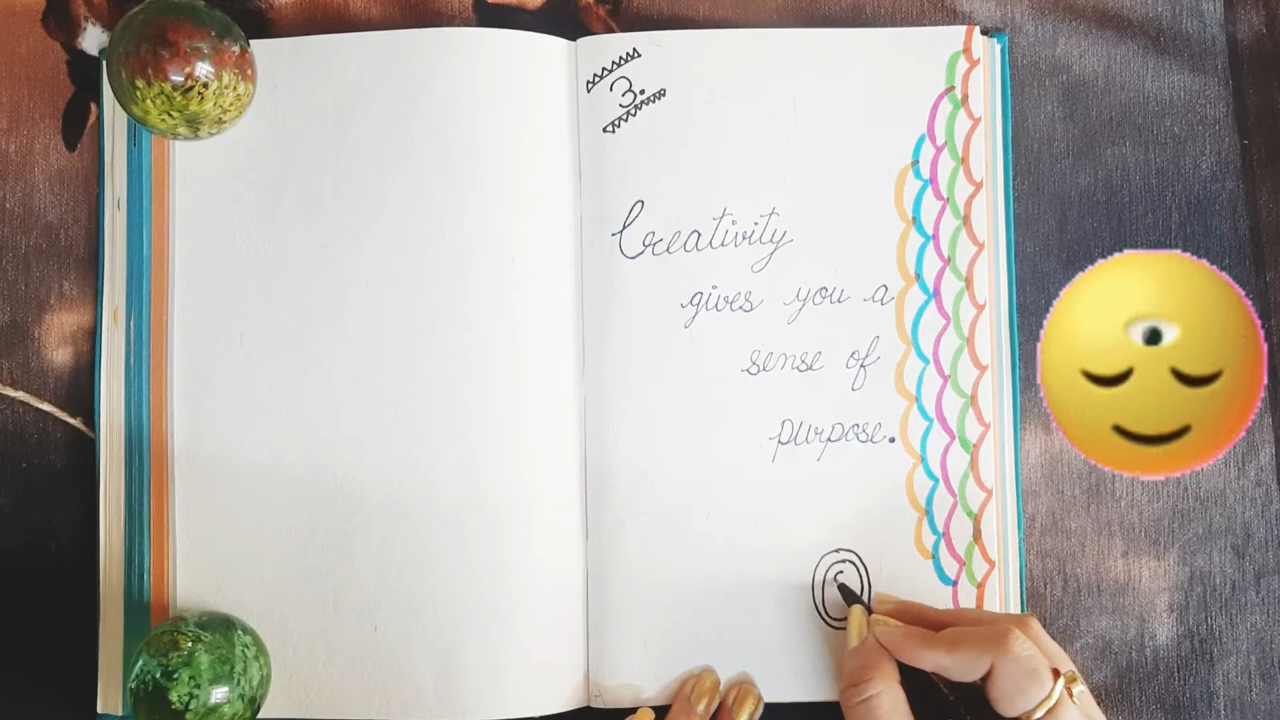 3.
Creativity
gives you a
sense of
purpose.